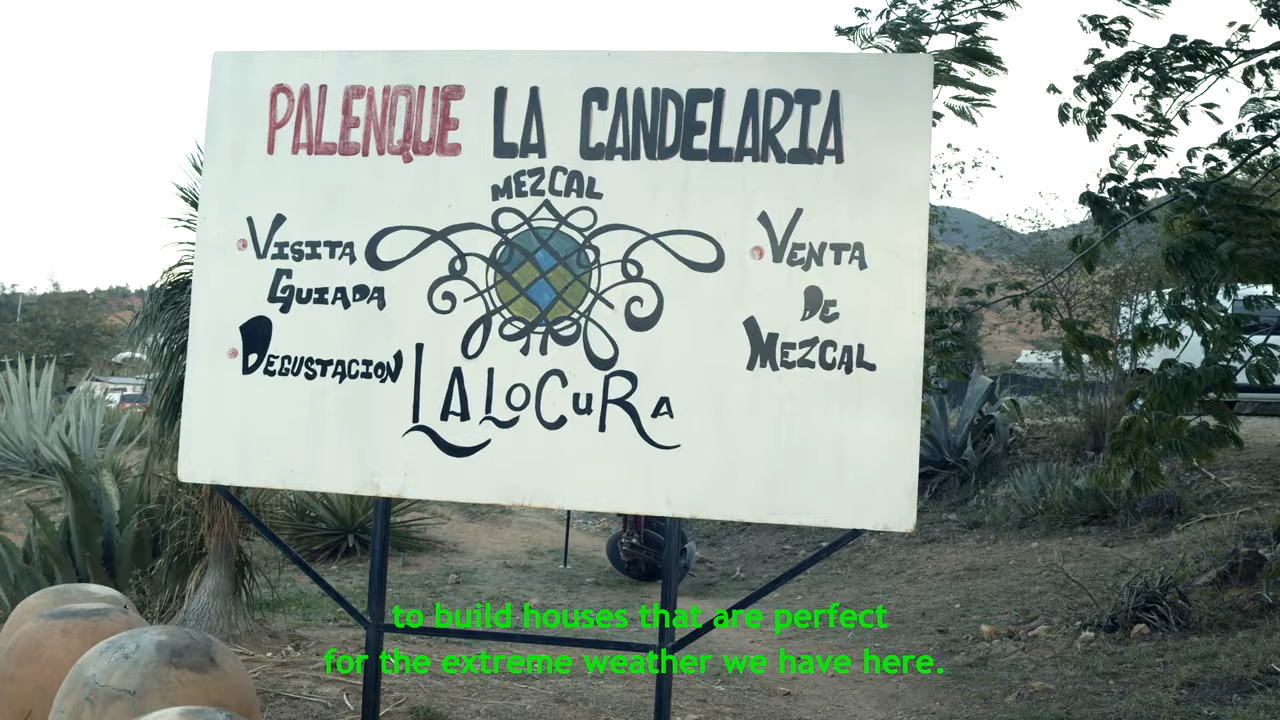 PALENQUE LA CANDELARIA
MEZCAL
VISITA
GUIADA
DEGUSTACION
LALOCURA
VENTA
DE
MEZCAL
to build houses that are perfect
for the extreme weather we have here.